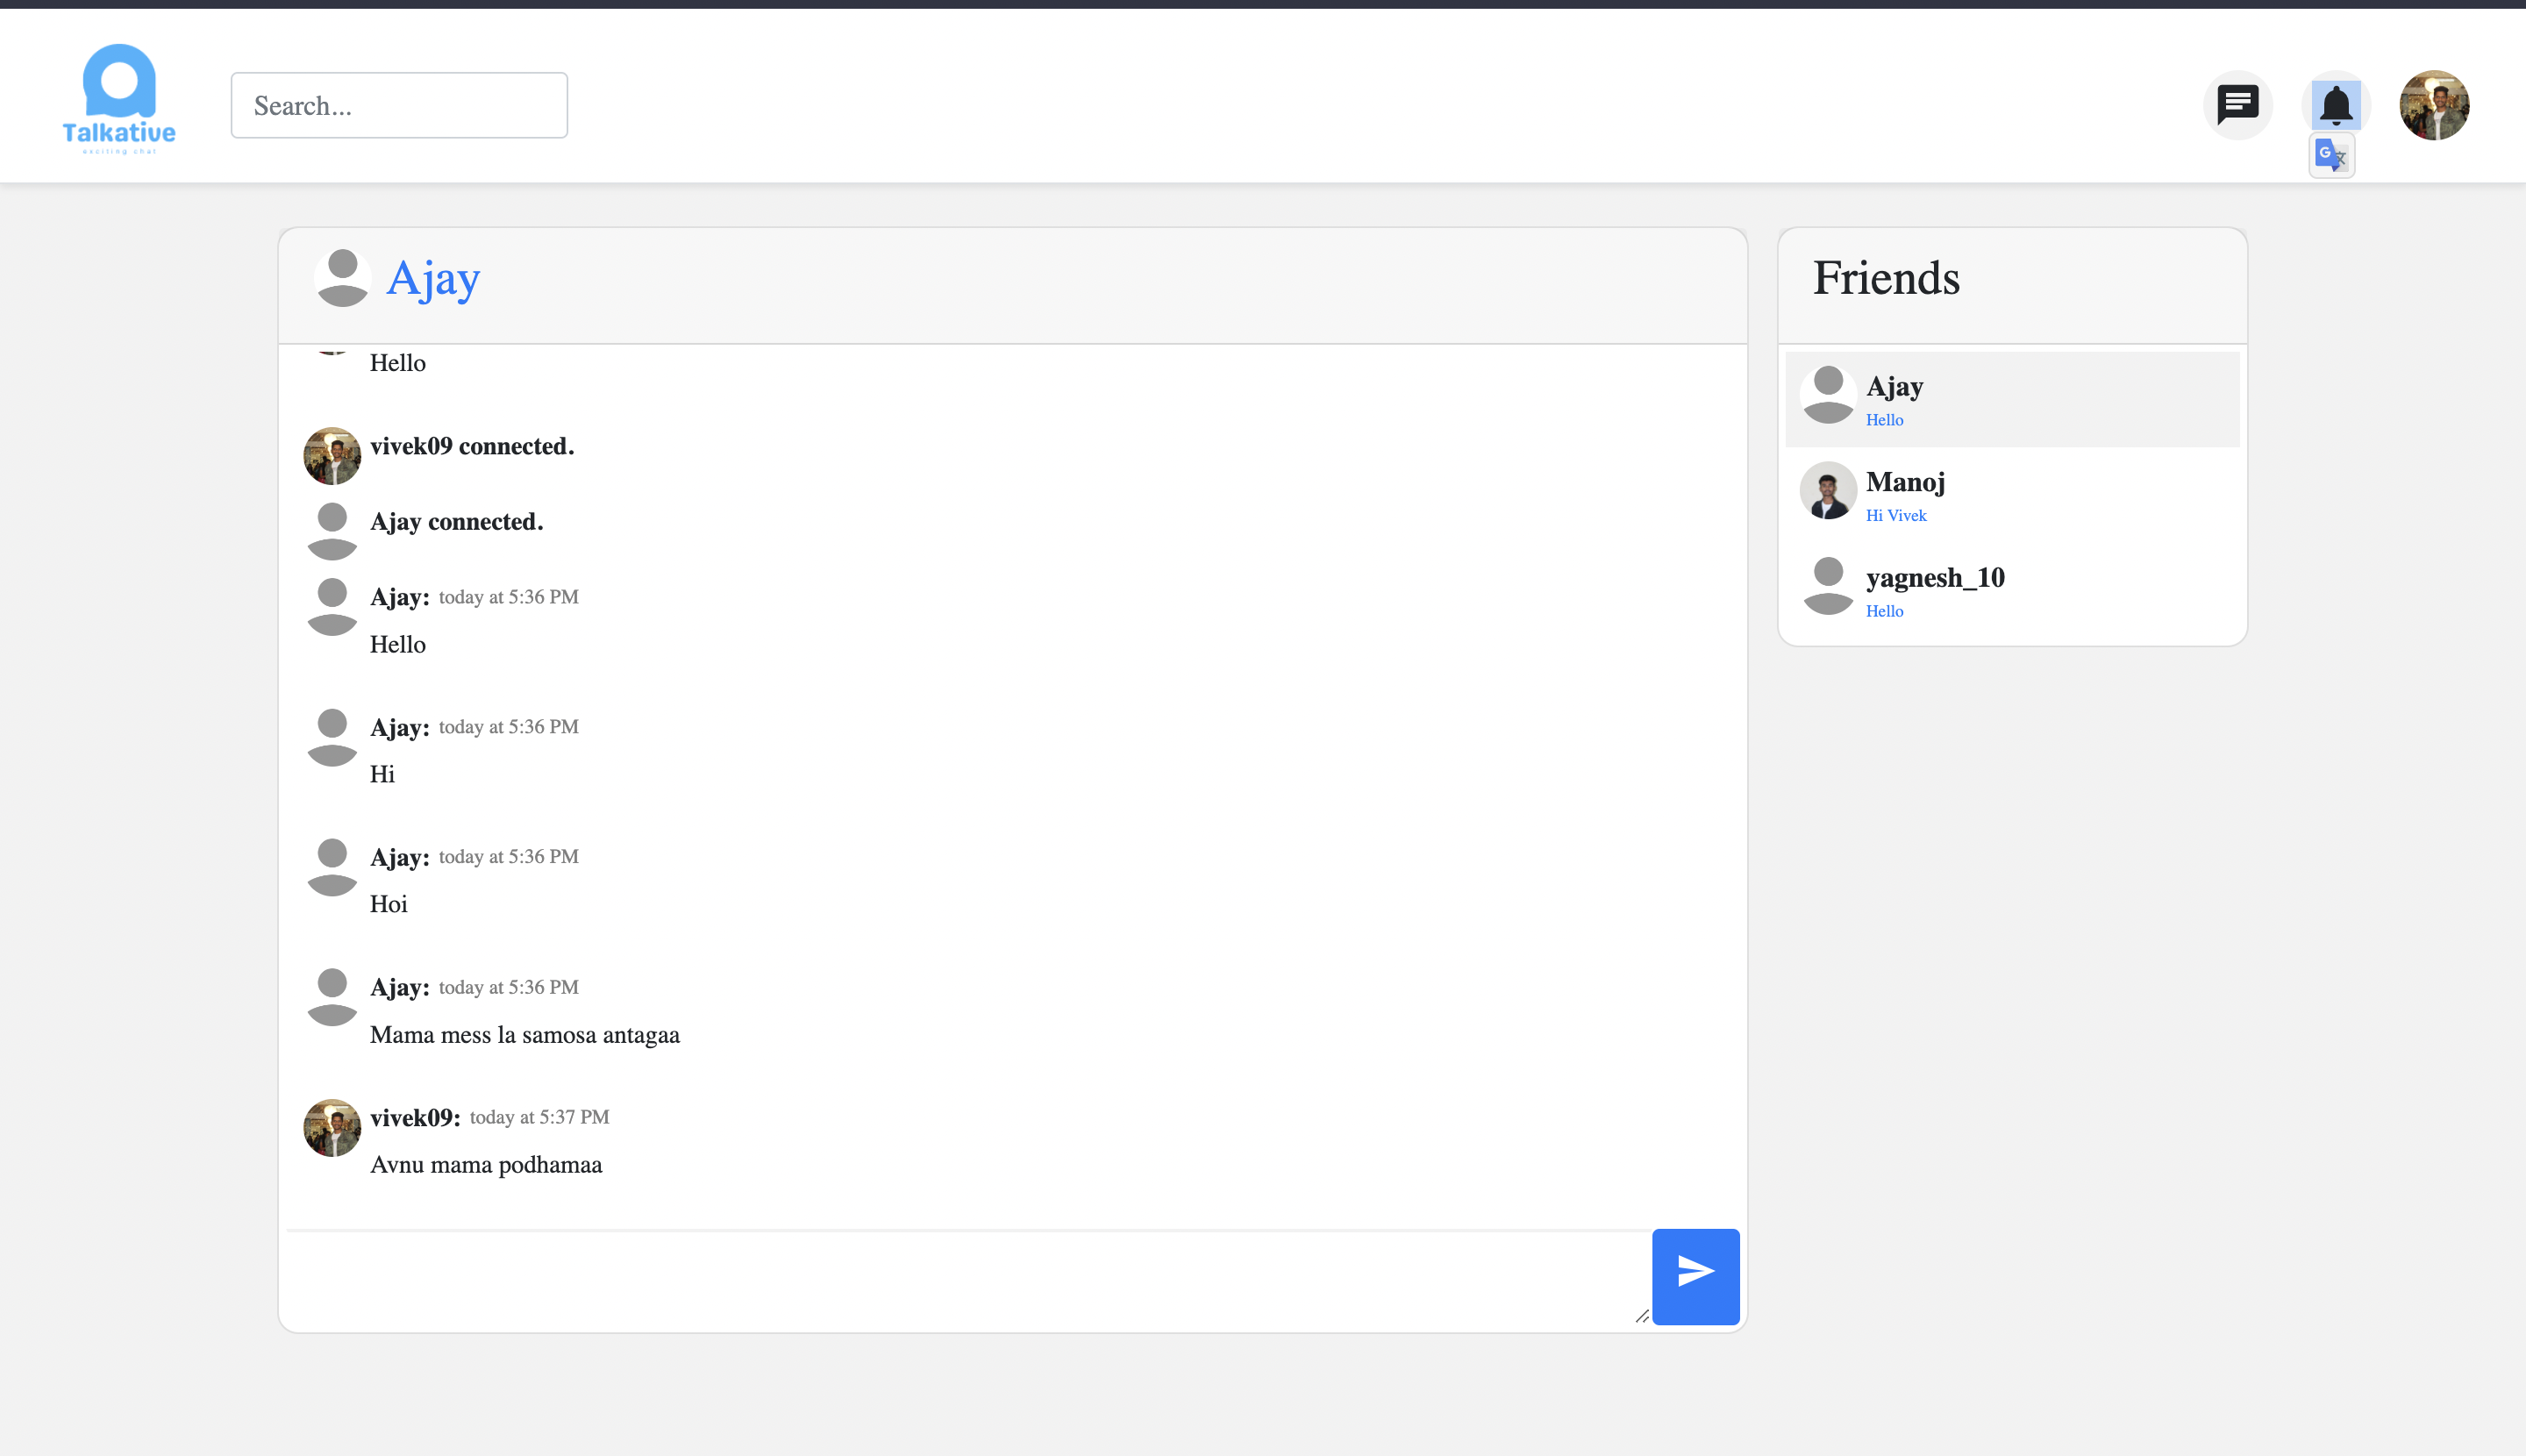 Talkative
exciting chat
Search...
Ajay
Hello
vivek09 connected.
Ajay connected.
Ajay: today at 5:36 PM
Hello
Ajay: today at 5:36 PM
Hi
Ajay: today at 5:36 PM
Hoi
Ajay: today at 5:36 PM
Mama mess la samosa antagaa
vivek09: today at 5:37 PM
Avnu mama podhamaa
Friends
Ajay
Hello
Manoj
Hi Vivek
yagnesh_10
Hello